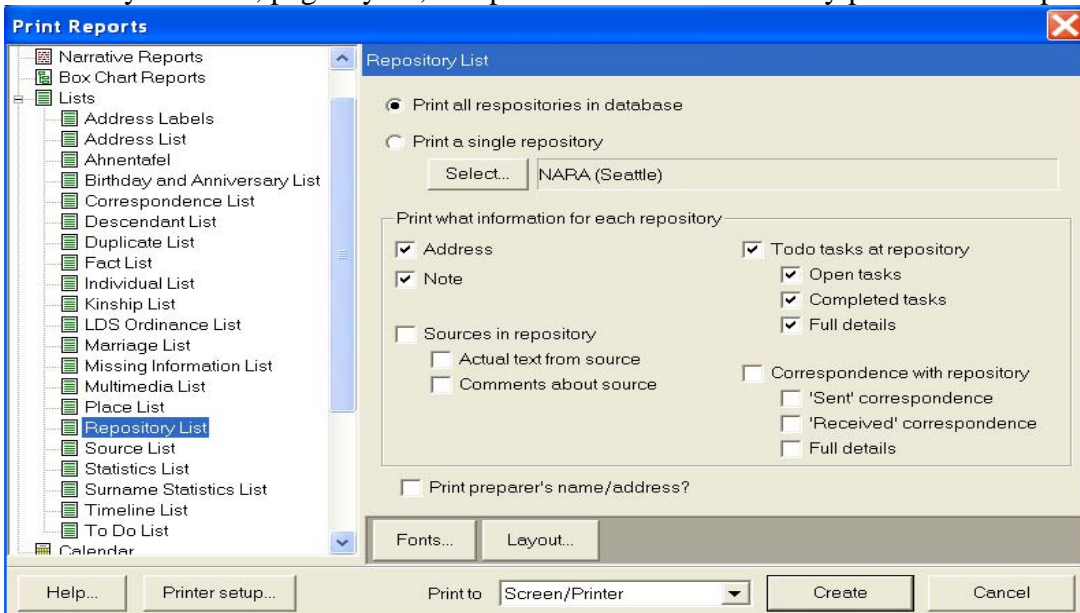 Print Reports
Narrative Reports
Box Chart Reports
Lists
Address Labels
Address List
Ahnentafel
Birthday and Anniversary List
Correspondence List
Descendant List
Duplicate List
Fact List
Individual List
Kinship List
LDS Ordinance List
Marriage List
Missing Information List
Multimedia List
Place List
Repository List
Source List
Statistics List
Surname Statistics List
Timeline List
To Do List
Calendar
Repository List
Print all respositories in database
Print a single repository
Select... NARA (Seattle)
Print what information for each repository
Address
Note
Sources in repository
Actual text from source
Comments about source
Todo tasks at repository
Open tasks
Completed tasks
Full details
Correspondence with repository
'Sent' correspondence
'Received' correspondence
Full details
Print preparer's name/address?
Fonts... Layout...
Help... Printer setup... Print to Screen/Printer Create Cancel